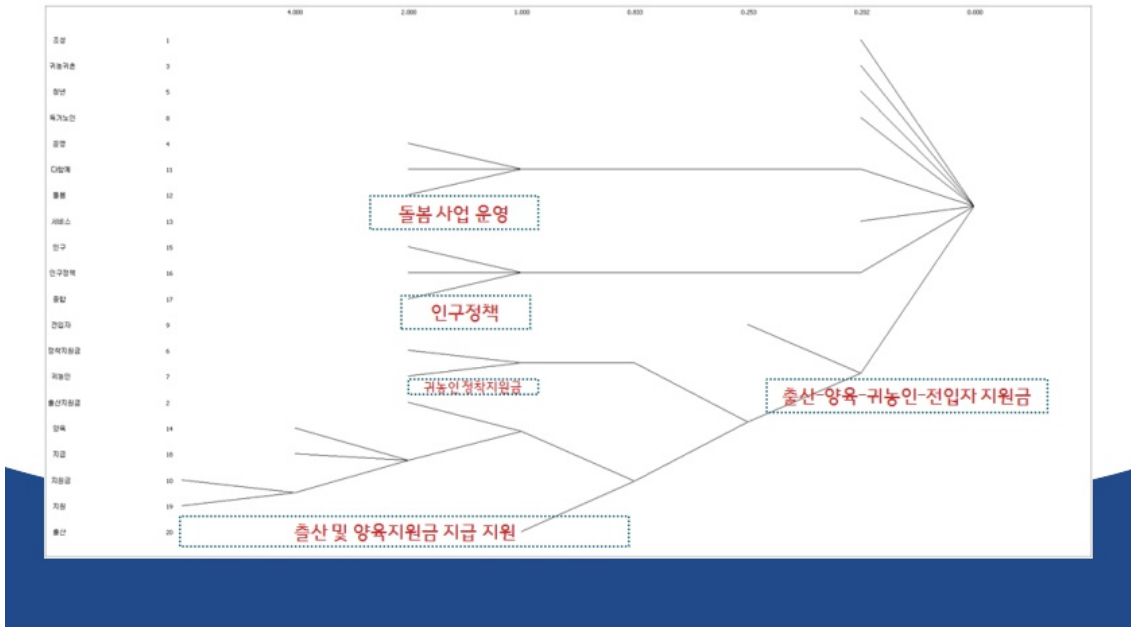 4.000 2.000 1.000 0.833 0.253 0.202 0.000
조성 1
귀농귀촌 3
청년 5
독거노인 8
운영 4
다함께 11
돌봄 12
돌봄 사업 운영
서비스 13
인구 15
인구정책 16
종합 17
인구정책
전입자 9
정착지원금 6
귀농인 7
귀농인 정착지원금
출산-양육-귀농인-전입자 지원금
출산지원금 2
양육 14
지급 18
지원금 10
지원 19
출산 20
출산 및 양육지원금 지급 지원